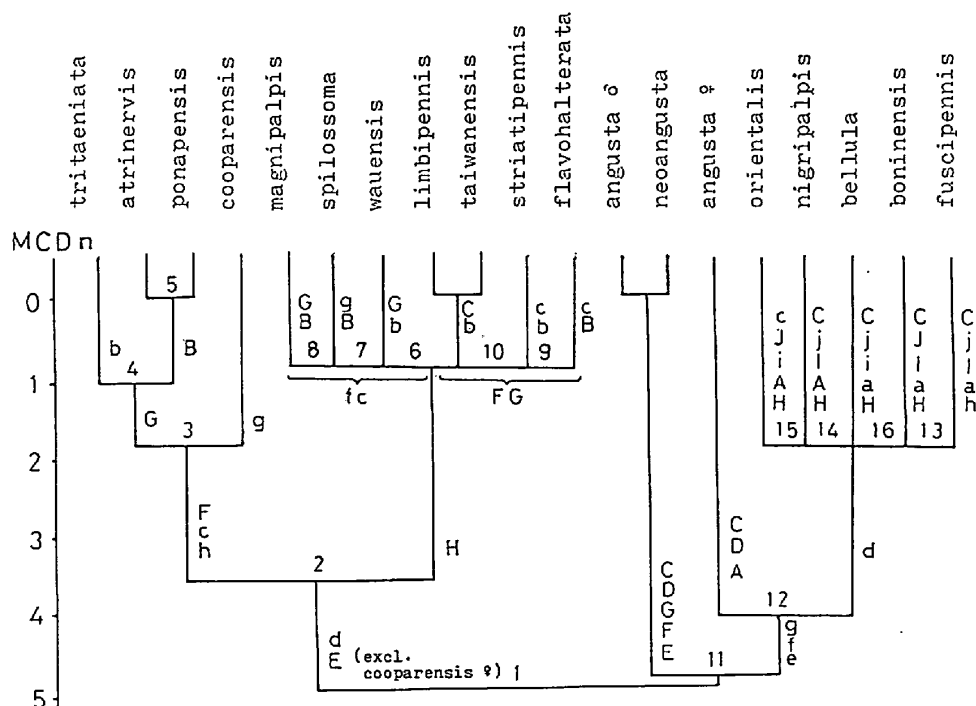 tritaeniata
atrinervis
ponapensis
cooparensis
magnipalpis
spilossoma
wauensis
limbipennis
taiwanensis
striatipennis
flavohalterata
angusta ♂
neoangusta
angusta ♀
orientalis
nigripalpis
bellula
boninensis
fuscipennis
MCDn
0
1
2
3
4
5
5
b
B
4
G
3
g
F
c
h
2
H
G
B
g
B
G
b
C
b
c
b
c
B
8
7
6
10
9
fc
FG
d
E
(excl.
cooparensis ♀)
C
D
G
F
E
11
g
f
e
12
C
D
A
d
c
J
i
A
H
C
j
I
A
H
C
j
i
a
H
C
J
I
a
H
C
j
I
a
h
15
14
16
13